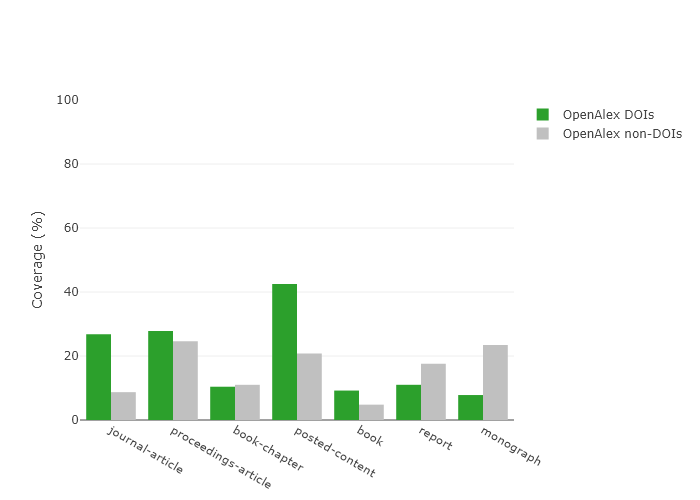 100
80
60
40
20
0
Coverage (%)
journal-article
proceedings-article
book-chapter
posted-content
book
report
monograph
OpenAlex DOIs
OpenAlex non-DOIs